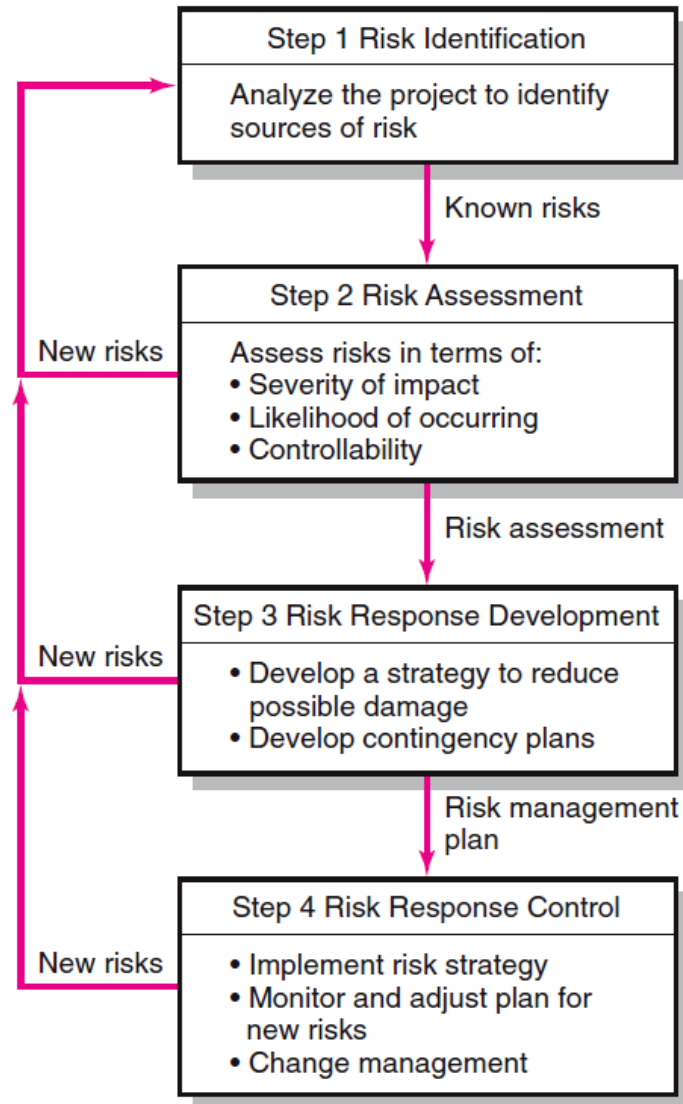 Step 1 Risk Identification
Analyze the project to identify
sources of risk
Known risks
Step 2 Risk Assessment
New risks
Assess risks in terms of:
• Severity of impact
• Likelihood of occurring
• Controllability
Risk assessment
Step 3 Risk Response Development
New risks
• Develop a strategy to reduce
possible damage
• Develop contingency plans
Risk management
plan
Step 4 Risk Response Control
New risks
• Implement risk strategy
• Monitor and adjust plan for
new risks
• Change management